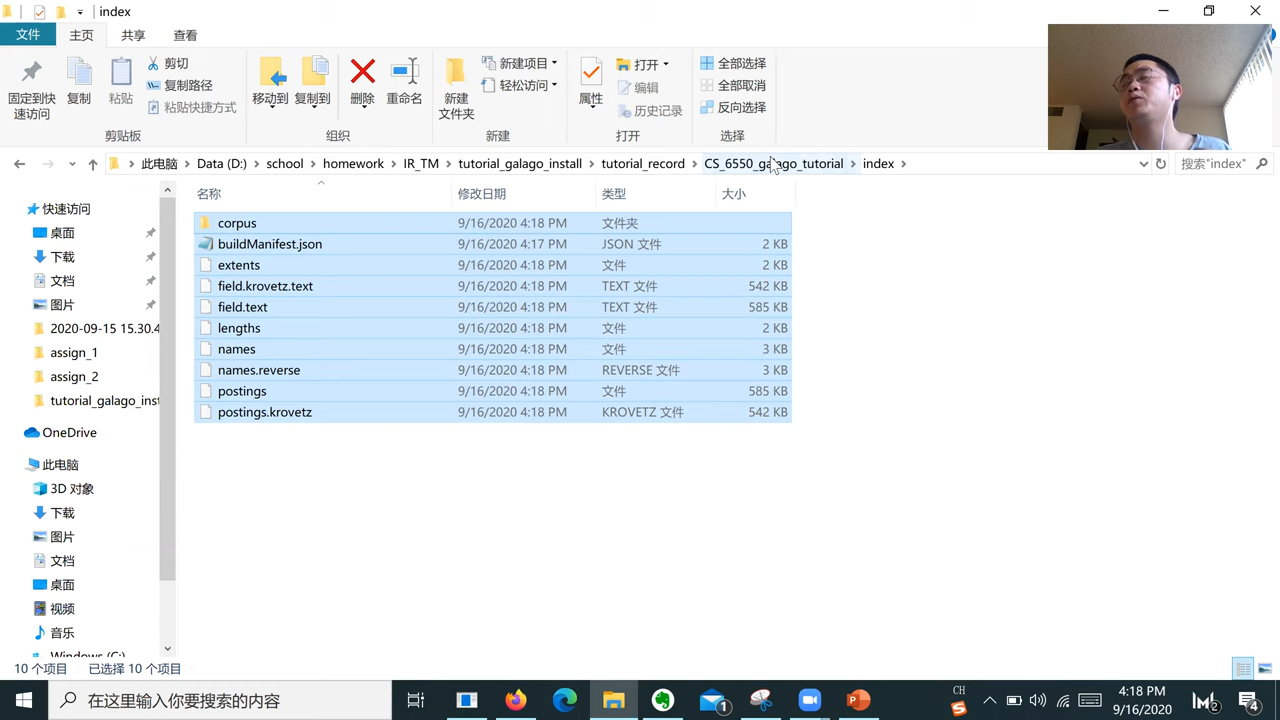 index
文件 主页 共享 查看
固定到快速访问 复制 粘贴 剪切 复制路径 粘贴快捷方式 移动到 复制到 删除 重命名 新建文件夹 新建项目 轻松访问 属性 打开 编辑 历史记录 全部选择 全部取消 反向选择
剪贴板 组织 新建 打开 选择
此电脑 Data (D:) school homework IR_TM tutorial_galago_install tutorial_record CS_6550_galago_tutorial index 搜索"index"
名称 修改日期 类型 大小
快速访问
桌面
下载
文档
图片
2020-09-15 15.30.4
assign_1
assign_2
tutorial_galago_inst
OneDrive
此电脑
3D 对象
下载
图片
文档
桌面
视频
音乐
Windows (C:)
corpus 9/16/2020 4:18 PM 文件夹
buildManifest.json 9/16/2020 4:17 PM JSON 文件 2 KB
extents 9/16/2020 4:18 PM 文件 2 KB
field.krovetz.text 9/16/2020 4:18 PM TEXT 文件 542 KB
field.text 9/16/2020 4:18 PM TEXT 文件 585 KB
lengths 9/16/2020 4:18 PM 文件 2 KB
names 9/16/2020 4:18 PM 文件 3 KB
names.reverse 9/16/2020 4:18 PM REVERSE 文件 3 KB
postings 9/16/2020 4:18 PM 文件 585 KB
postings.krovetz 9/16/2020 4:18 PM KROVETZ 文件 542 KB
10 个项目 已选择 10 个项目
在这里输入你要搜索的内容 1 CH 4:18 PM 2 4
9/16/2020